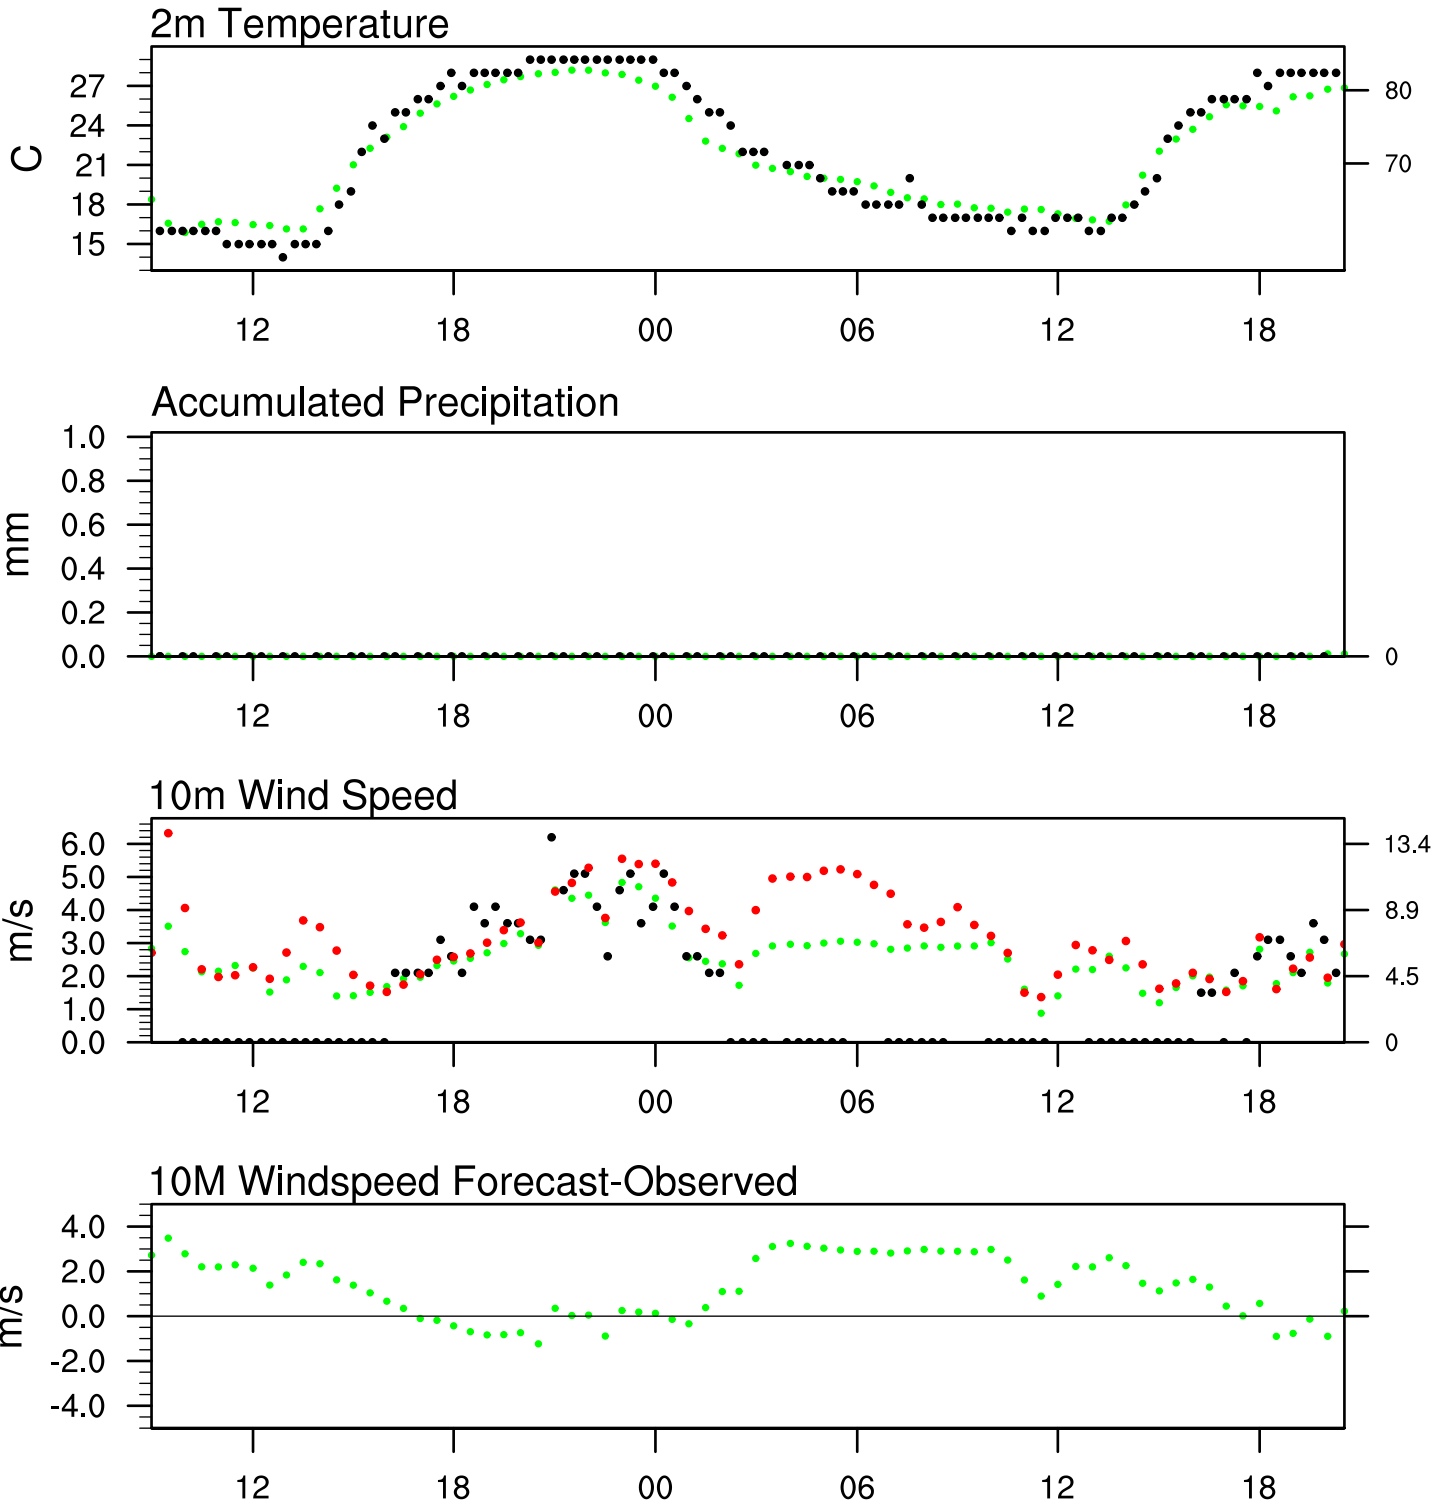 2m Temperature
27
24
21
18
15
C
80
70
12 18 00 06 12 18
Accumulated Precipitation
1.0
0.8
0.6
0.4
0.2
0.0
mm
0
12 18 00 06 12 18
10m Wind Speed
6.0
5.0
4.0
3.0
2.0
1.0
0.0
m/s
13.4
8.9
4.5
0
12 18 00 06 12 18
10M Windspeed Forecast-Observed
4.0
2.0
0.0
-2.0
-4.0
m/s
12 18 00 06 12 18